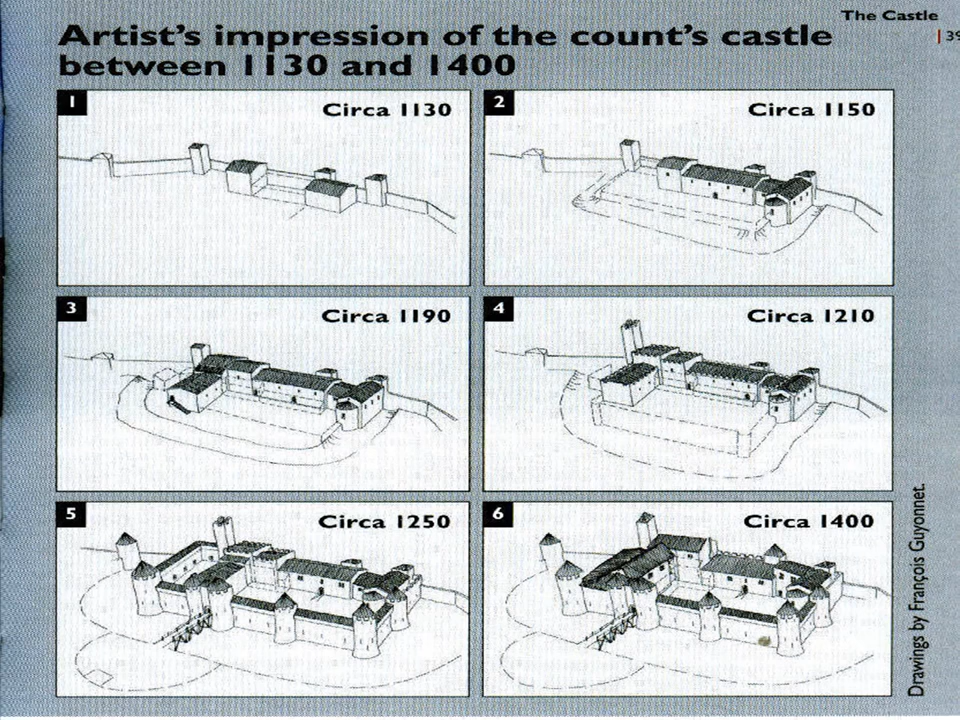 The Castle
| 39
Artist's impression of the count's castle
between 1130 and 1400
1
Circa 1130
2
Circa 1150
3
Circa 1190
4
Circa 1210
5
Circa 1250
6
Circa 1400
Drawings by François Guyonnet.